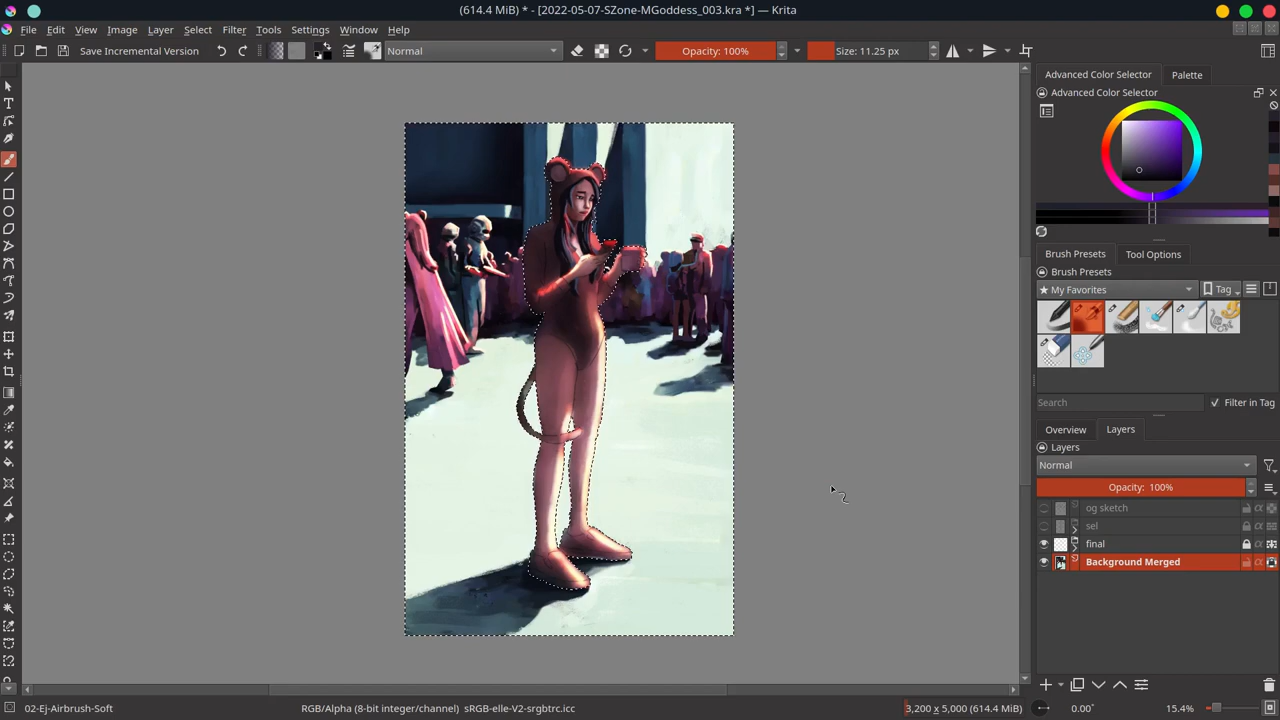 (614.4 MiB) * - [2022-05-07-SZone-MGoddess_003.kra *] — Krita
File Edit View Image Layer Select Filter Tools Settings Window Help
Save Incremental Version Normal Opacity: 100% Size: 11.25 px
Advanced Color Selector Palette
Advanced Color Selector
Brush Presets Tool Options
Brush Presets
★ My Favorites Tag
Search Filter in Tag
Overview Layers
Layers
Normal
Opacity: 100%
og sketch
sel
final
Background Merged
02-Ej-Airbrush-Soft RGB/Alpha (8-bit integer/channel) sRGB-elle-V2-srgbtrc.icc 3,200 x 5,000 (614.4 MiB) 0.00° 15.4%